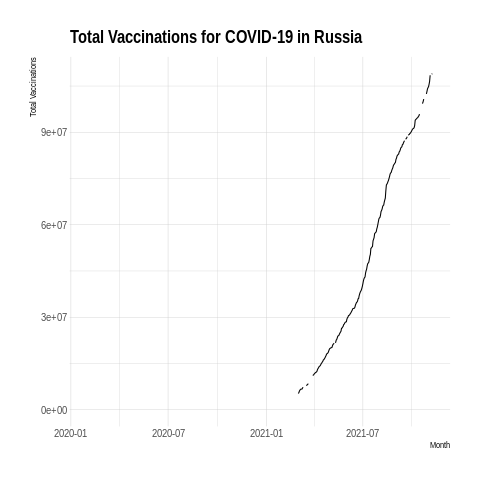 Total Vaccinations for COVID-19 in Russia
Total Vaccinations
9e+07
6e+07
3e+07
0e+00
2020-01 2020-07 2021-01 2021-07
Month